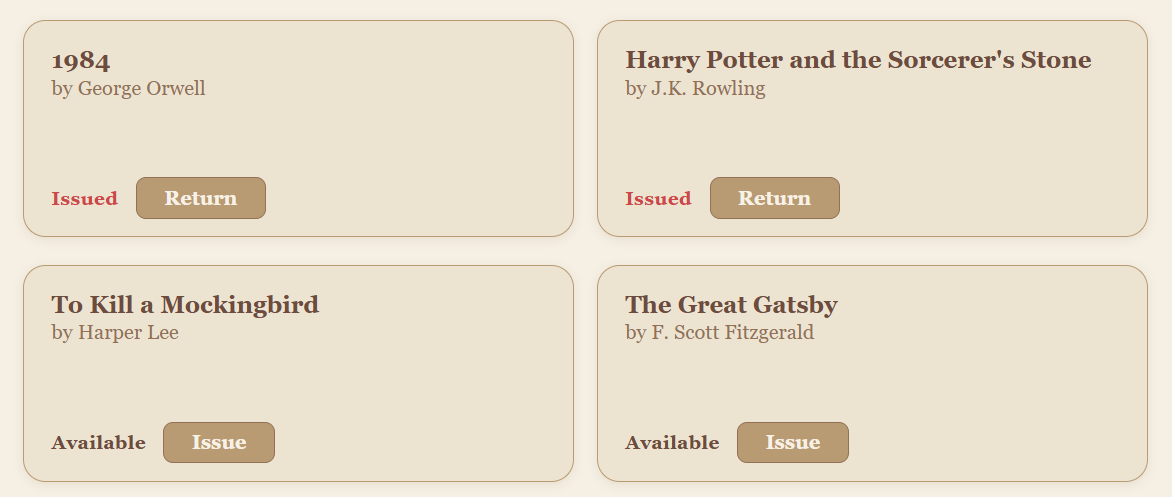 1984
by George Orwell
Issued Return
Harry Potter and the Sorcerer's Stone
by J.K. Rowling
Issued Return
To Kill a Mockingbird
by Harper Lee
Available Issue
The Great Gatsby
by F. Scott Fitzgerald
Available Issue